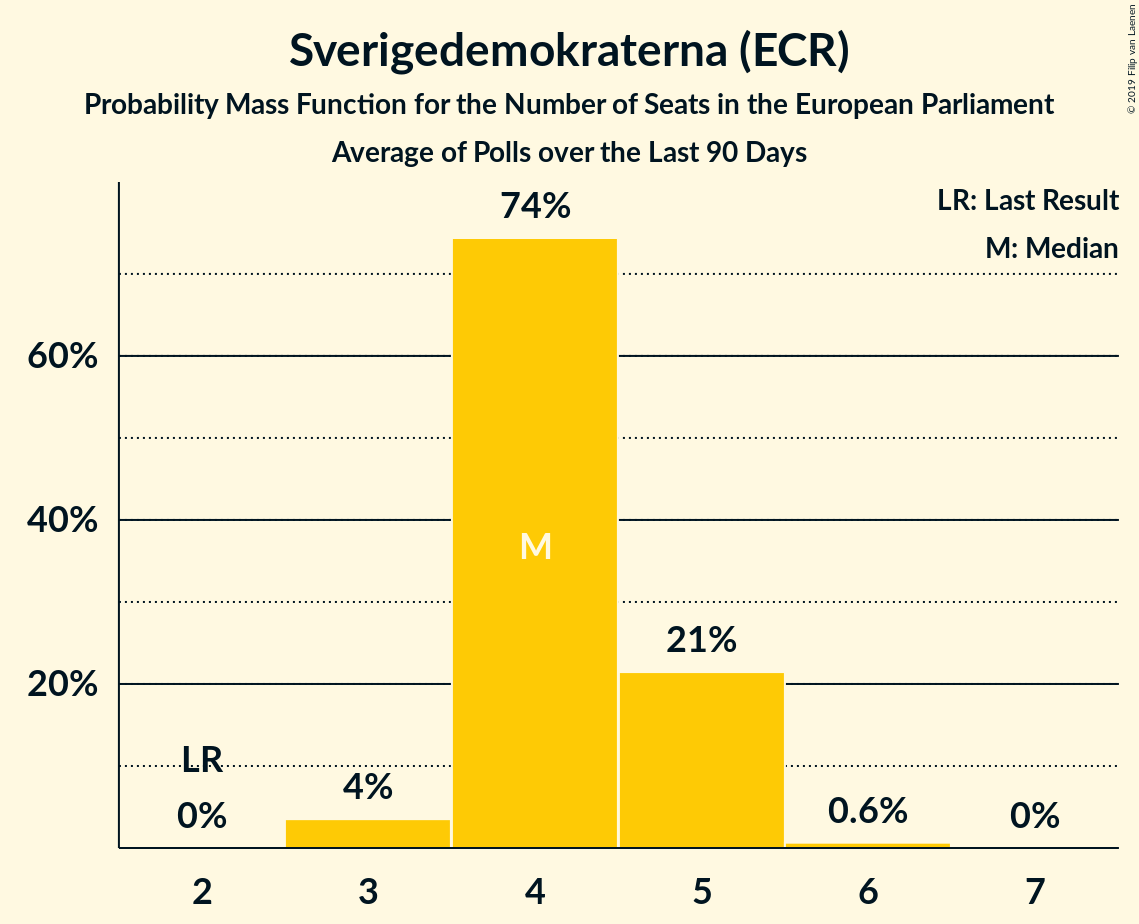 Sverigedemokraterna (ECR)
Probability Mass Function for the Number of Seats in the European Parliament
Average of Polls over the Last 90 Days
© 2019 Filip van Laenen
LR: Last Result
M: Median
74%
60%
40%
M
21%
20%
LR
0%
4%
0.6%
0%
2 3 4 5 6 7